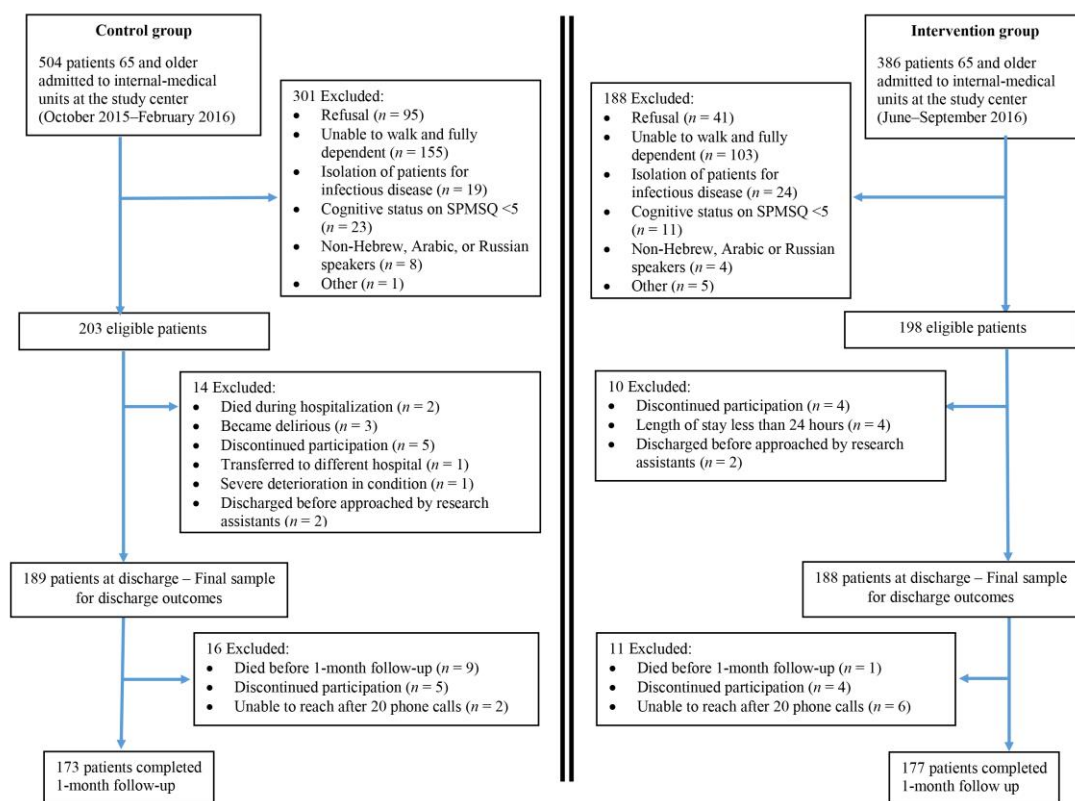 Control group
504 patients 65 and older
admitted to internal-medical
units at the study center
(October 2015–February 2016)
301 Excluded:
• Refusal (n = 95)
• Unable to walk and fully
dependent (n = 155)
• Isolation of patients for
infectious disease (n = 19)
• Cognitive status on SPMSQ <5
(n = 23)
• Non-Hebrew, Arabic, or Russian
speakers (n = 8)
• Other (n = 1)
203 eligible patients
14 Excluded:
• Died during hospitalization (n = 2)
• Became delirious (n = 3)
• Discontinued participation (n = 5)
• Transferred to different hospital (n = 1)
• Severe deterioration in condition (n = 1)
• Discharged before approached by research
assistants (n = 2)
189 patients at discharge – Final sample
for discharge outcomes
16 Excluded:
• Died before 1-month follow-up (n = 9)
• Discontinued participation (n = 5)
• Unable to reach after 20 phone calls (n = 2)
173 patients completed
1-month follow-up
Intervention group
386 patients 65 and older
admitted to internal-medical
units at the study center
(June–September 2016)
188 Excluded:
• Refusal (n = 41)
• Unable to walk and fully
dependent (n = 103)
• Isolation of patients for
infectious disease (n = 24)
• Cognitive status on SPMSQ <5
(n = 11)
• Non-Hebrew, Arabic or Russian
speakers (n = 4)
• Other (n = 5)
198 eligible patients
10 Excluded:
• Discontinued participation (n = 4)
• Length of stay less than 24 hours (n = 4)
• Discharged before approached by research
assistants (n = 2)
188 patients at discharge – Final sample
for discharge outcomes
11 Excluded:
• Died before 1-month follow-up (n = 1)
• Discontinued participation (n = 4)
• Unable to reach after 20 phone calls (n = 6)
177 patients completed
1-month follow up